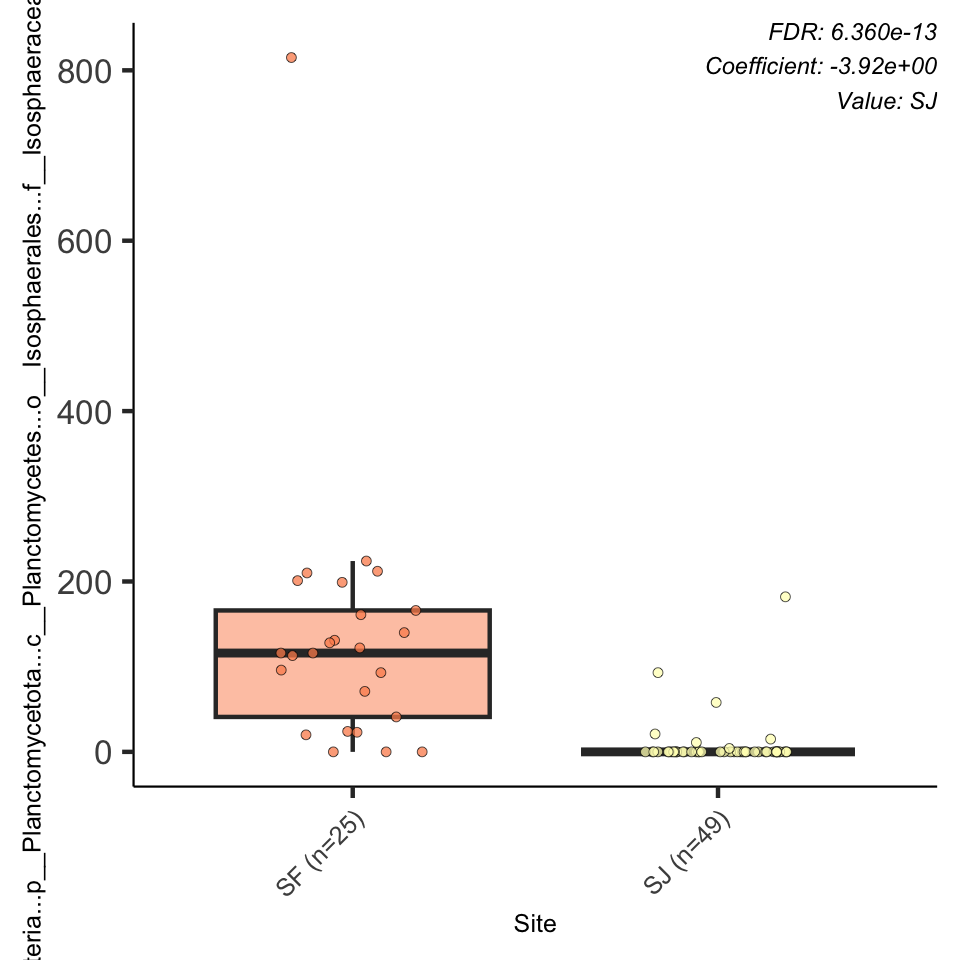 teria...p__Planctomycetota...c__Planctomycetes...o__Isosphaerales...f__Isosphaeracea
FDR: 6.360e-13
Coefficient: -3.92e+00
Value: SJ
800
600
400
200
0
SF (n=25)
SJ (n=49)
Site